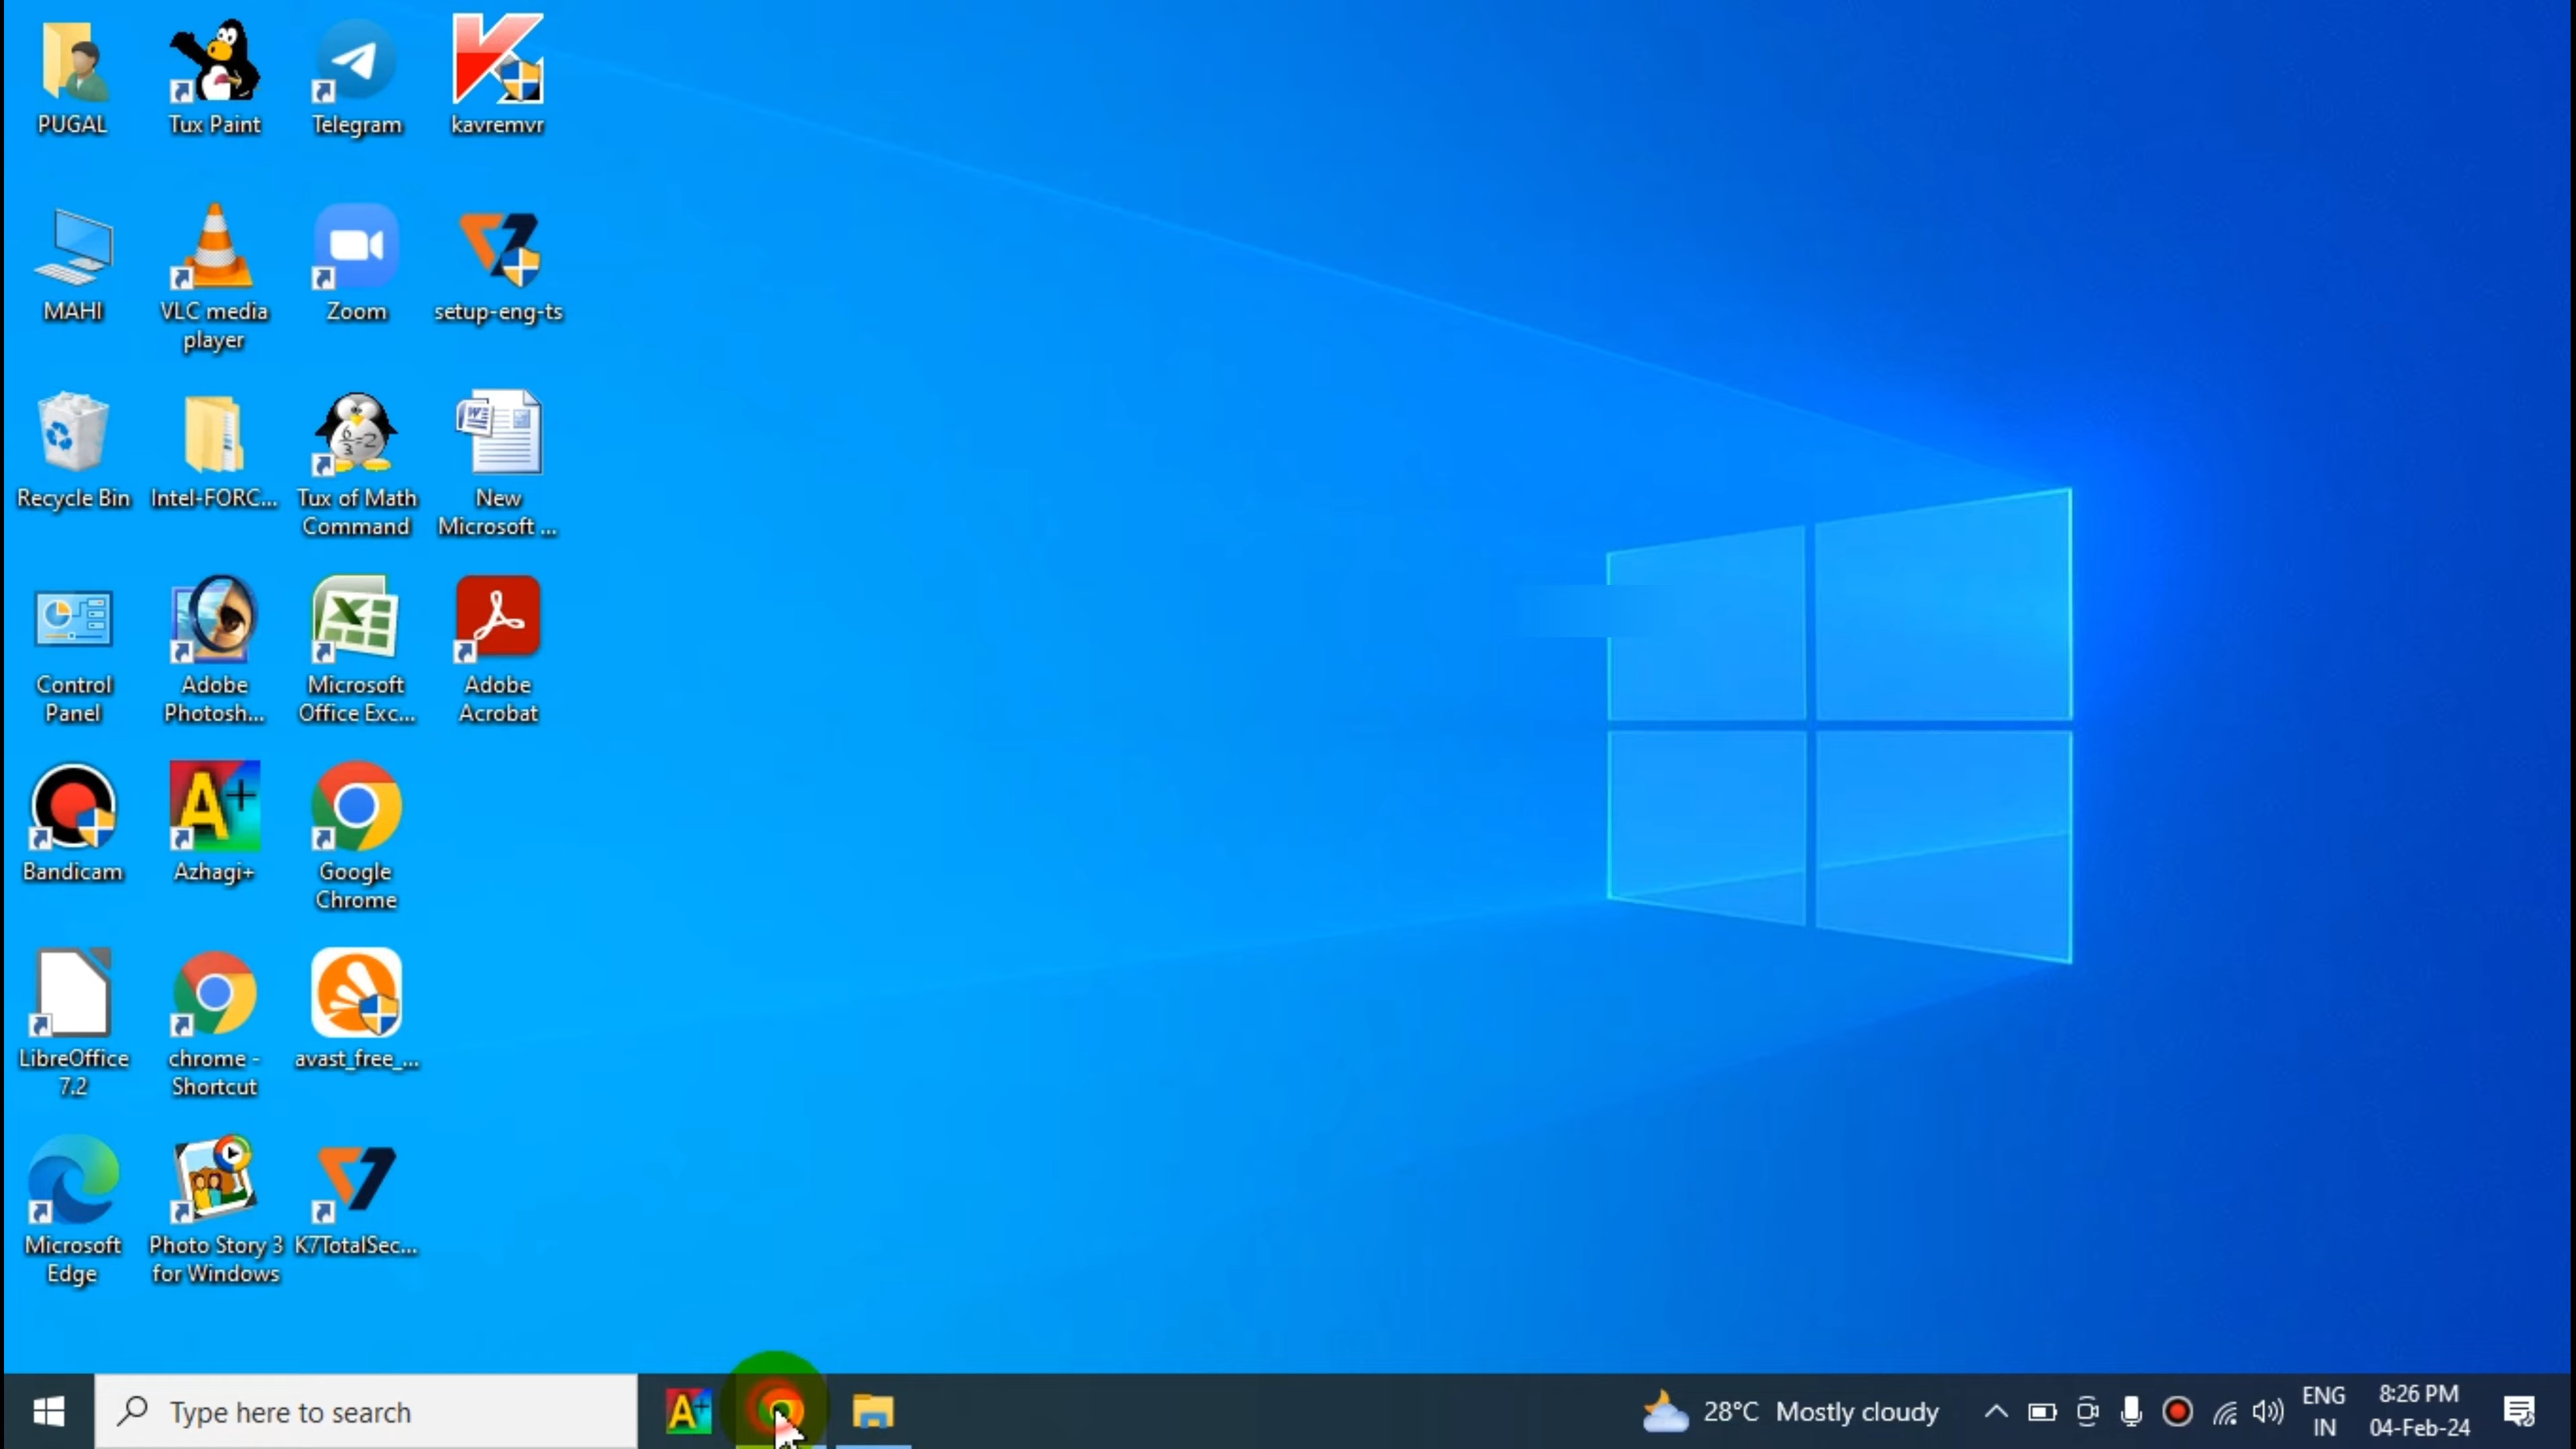 PUGAL
Tux Paint
Telegram
kavremvr
MAHI
VLC media
player
Zoom
setup-eng-ts
Recycle Bin
Intel-FORC...
Tux of Math
Command
New
Microsoft ...
Control
Panel
Adobe
Photosh...
Microsoft
Office Exc...
Adobe
Acrobat
Bandicam
Azhagi+
Google
Chrome
LibreOffice
7.2
chrome -
Shortcut
avast_free_...
Microsoft
Edge
Photo Story 3
for Windows
K7TotalSec...
Type here to search
28°C Mostly cloudy
ENG
IN
8:26 PM
04-Feb-24